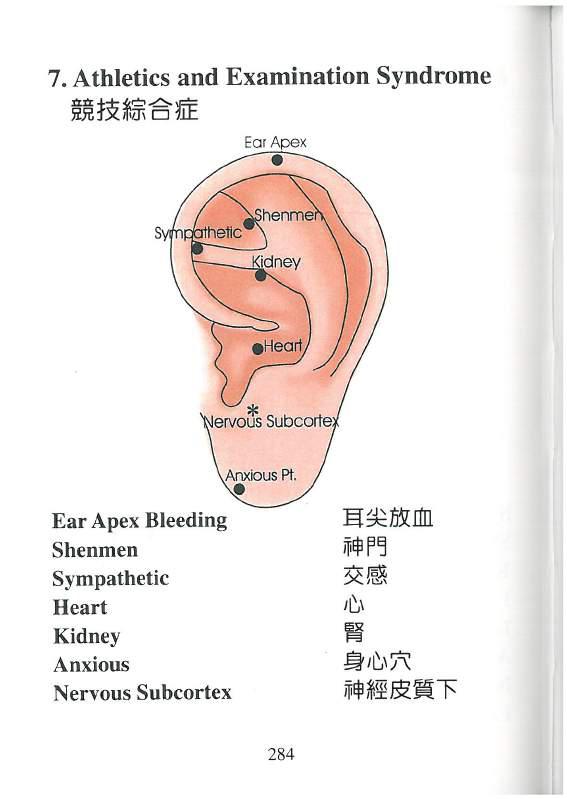 7. Athletics and Examination Syndrome
競技綜合症
Ear Apex
Shenmen
Sympathetic
Kidney
Heart
*
Nervous Subcortex
Anxious Pt.
Ear Apex Bleeding 耳尖放血
Shenmen 神門
Sympathetic 交感
Heart 心
Kidney 腎
Anxious 身心穴
Nervous Subcortex 神經皮質下
284